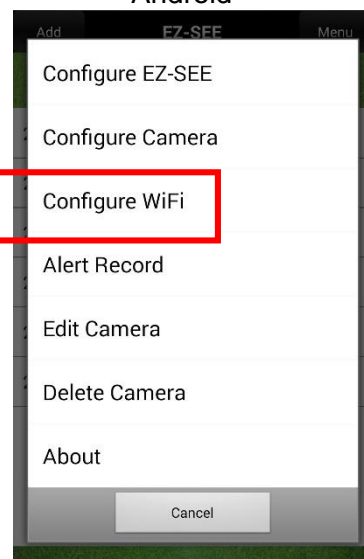 Android
Add EZ-SEE Menu
Configure EZ-SEE
Configure Camera
Configure WiFi
Alert Record
Edit Camera
Delete Camera
About
Cancel